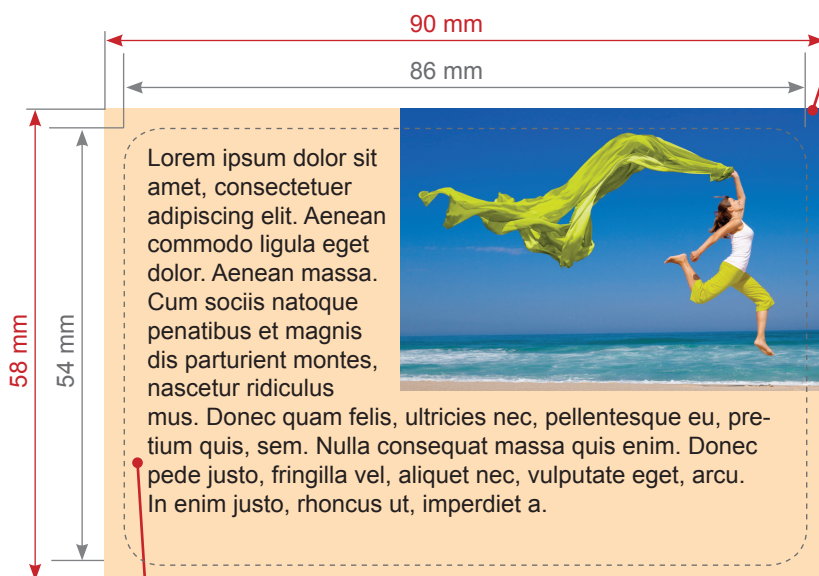 90 mm
86 mm
58 mm
54 mm
Lorem ipsum dolor sit
amet, consectetuer
adipiscing elit. Aenean
commodo ligula eget
dolor. Aenean massa.
Cum sociis natoque
penatibus et magnis
dis parturient montes,
nascetur ridiculus
mus. Donec quam felis, ultricies nec, pellentesque eu, pre-
tium quis, sem. Nulla consequat massa quis enim. Donec
pede justo, fringilla vel, aliquet nec, vulputate eget, arcu.
In enim justo, rhoncus ut, imperdiet a.